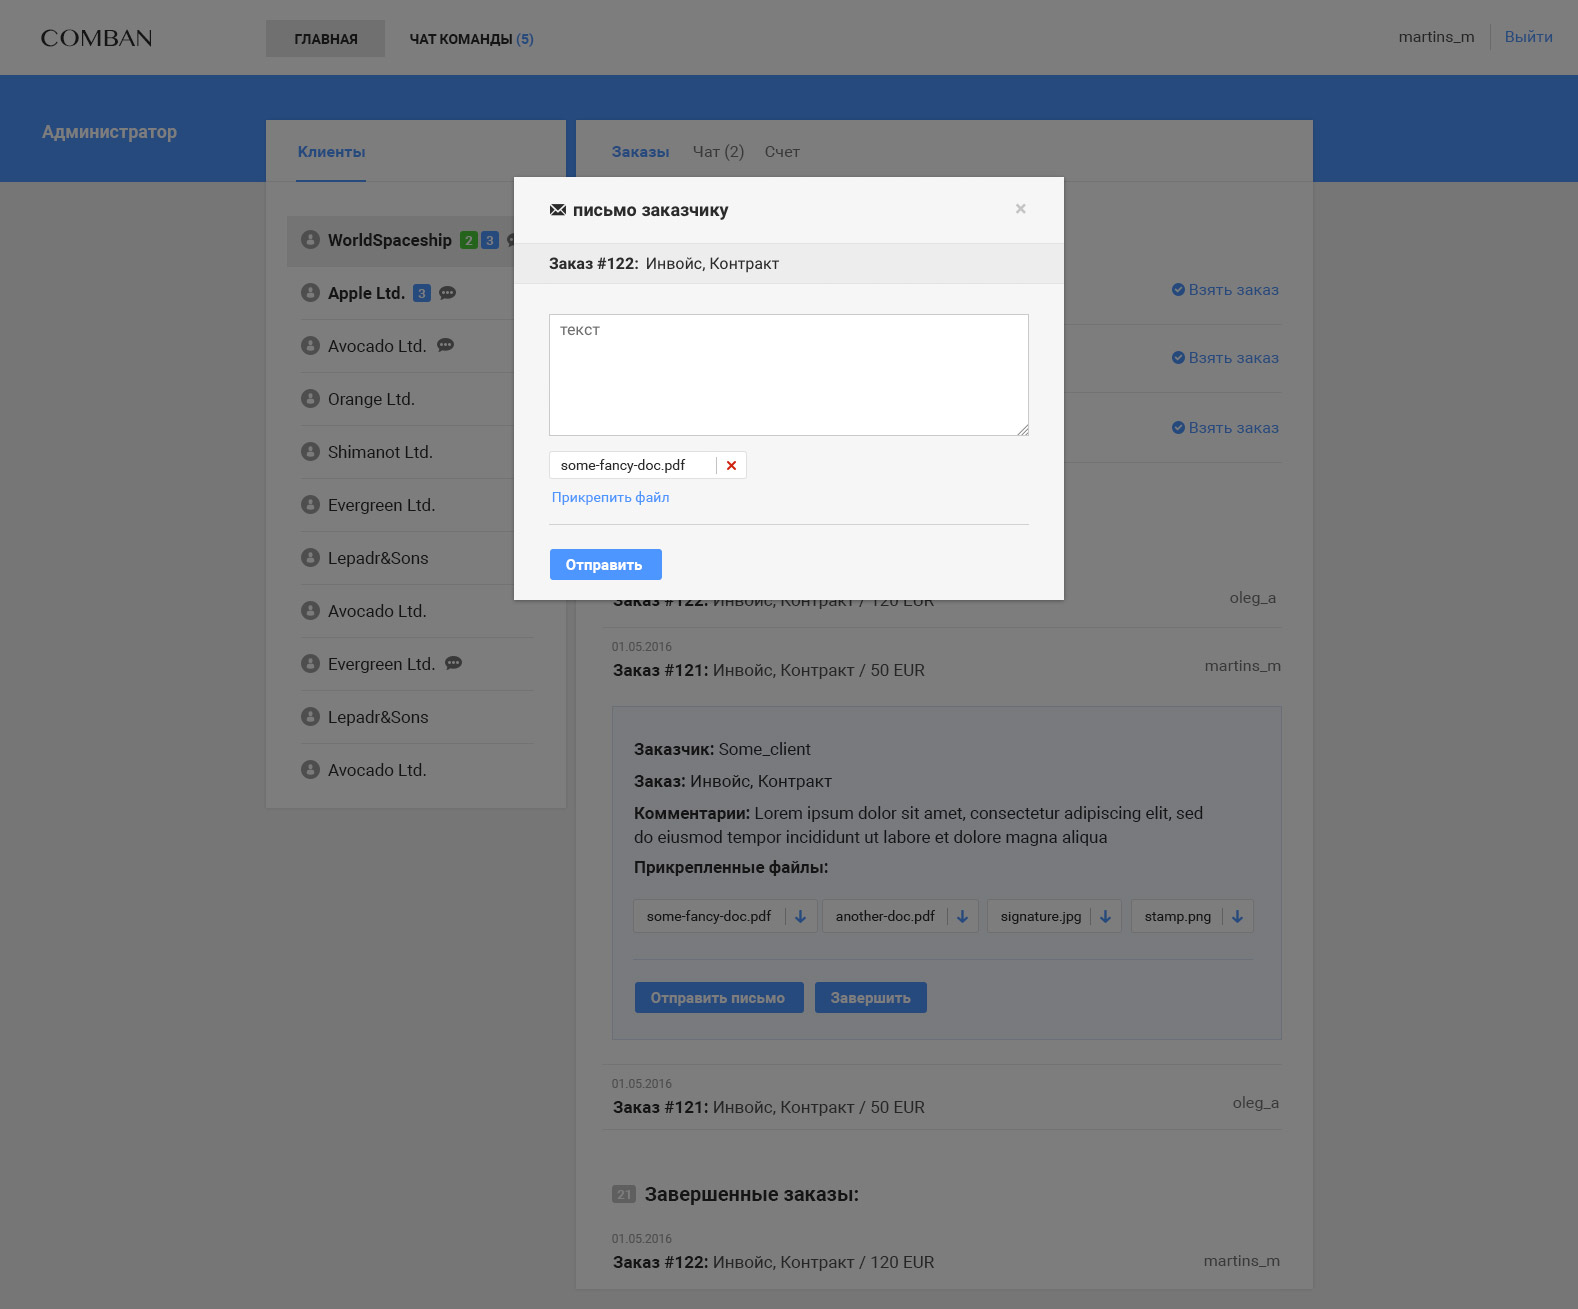 COMBAN
ГЛАВНАЯ
ЧАТ КОМАНДЫ (5)
martins_m
Выйти
Администратор
Клиенты
WorldSpaceship 2 3
Apple Ltd. 3
Avocado Ltd.
Orange Ltd.
Shimanot Ltd.
Evergreen Ltd.
Lepadr&Sons
Avocado Ltd.
Evergreen Ltd.
Lepadr&Sons
Avocado Ltd.
Заказы
Чат (2)
Счет
письмо заказчику
×
Заказ #122: Инвойс, Контракт
текст
some-fancy-doc.pdf
Прикрепить файл
Отправить
Взять заказ
Взять заказ
Взять заказ
Заказ #122: Инвойс, Контракт / 120 EUR
oleg_a
01.05.2016
Заказ #121: Инвойс, Контракт / 50 EUR
martins_m
Заказчик: Some_client
Заказ: Инвойс, Контракт
Комментарии: Lorem ipsum dolor sit amet, consectetur adipiscing elit, sed
do eiusmod tempor incididunt ut labore et dolore magna aliqua
Прикрепленные файлы:
some-fancy-doc.pdf
another-doc.pdf
signature.jpg
stamp.png
Отправить письмо
Завершить
01.05.2016
Заказ #121: Инвойс, Контракт / 50 EUR
oleg_a
21 Завершенные заказы:
01.05.2016
Заказ #122: Инвойс, Контракт / 120 EUR
martins_m